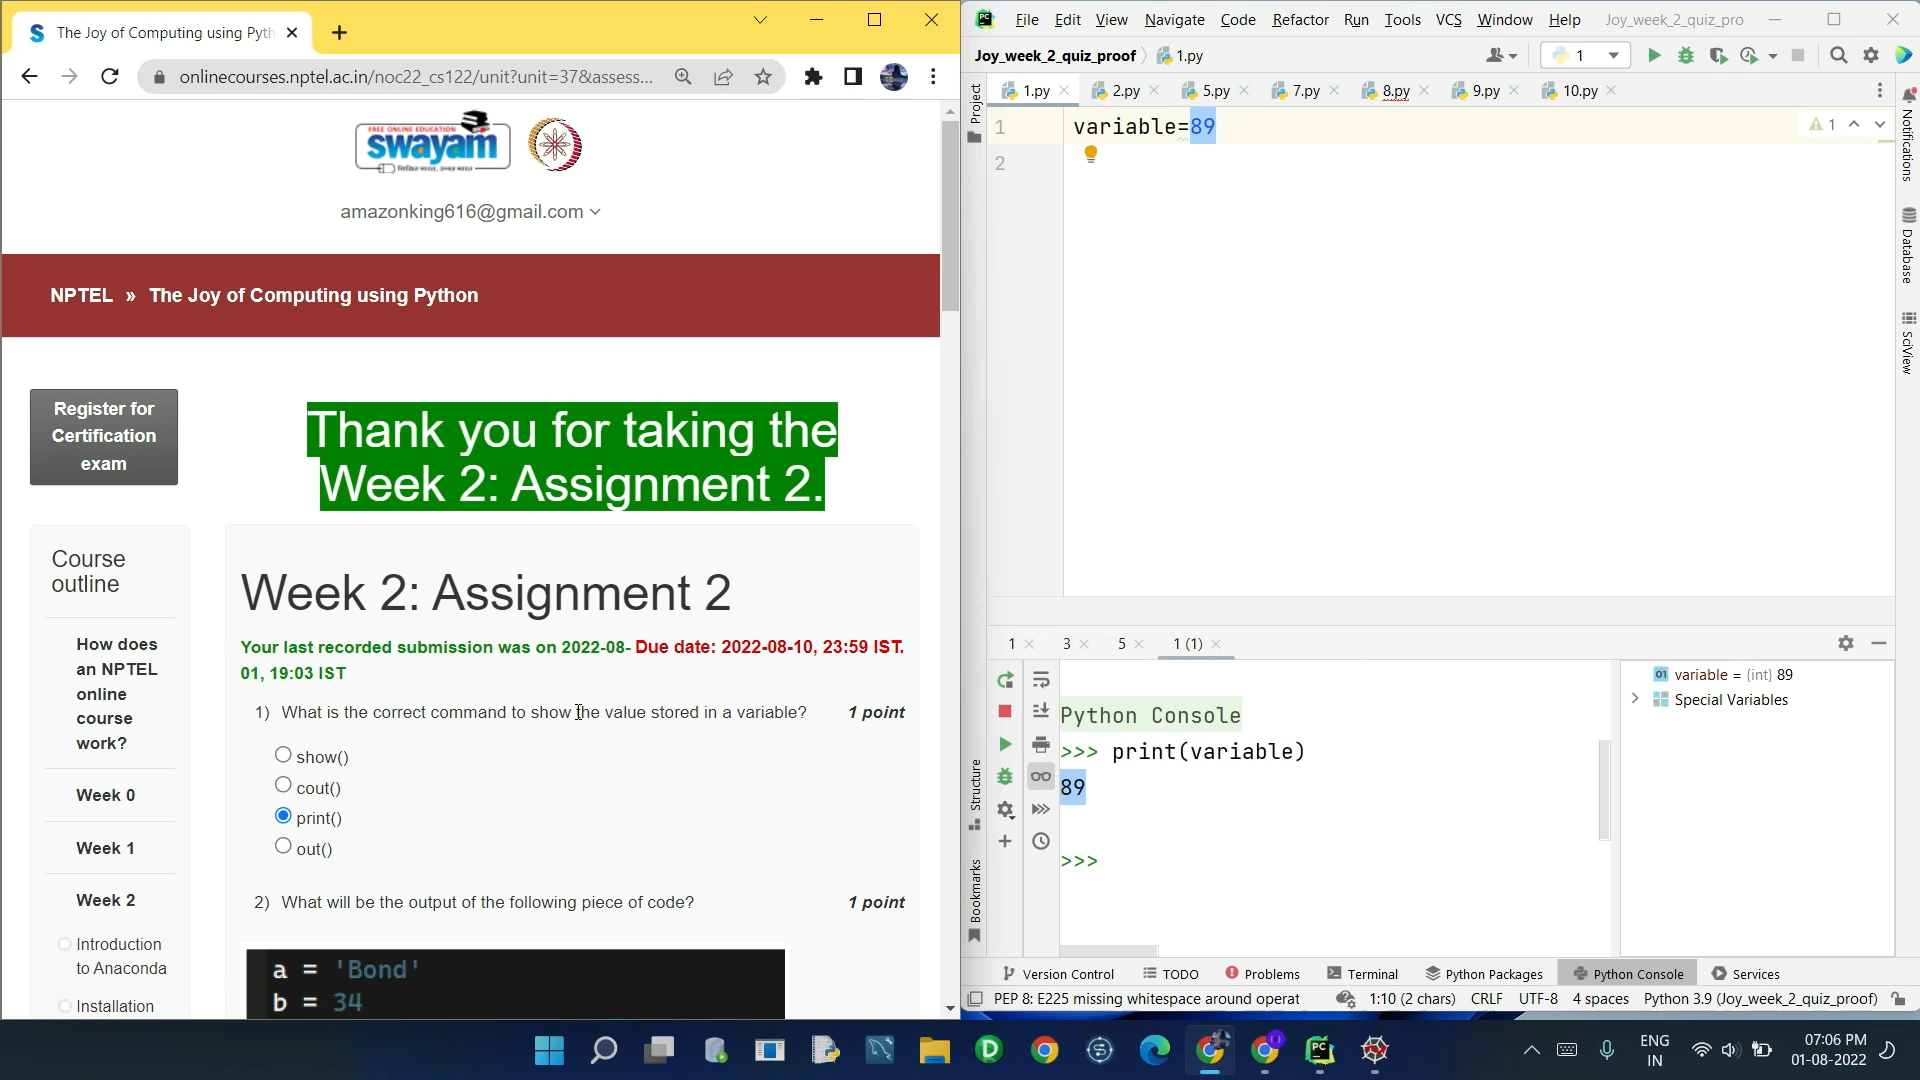 The Joy of Computing using Pyth
onlinecourses.nptel.ac.in/noc22_cs122/unit?unit=37&assess...
FREE ONLINE EDUCATION
swayam
amazonking616@gmail.com
NPTEL » The Joy of Computing using Python
Register for
Certification
exam
Thank you for taking the
Week 2: Assignment 2.
Course
outline
How does
an NPTEL
online
course
work?
Week 0
Week 1
Week 2
Introduction
to Anaconda
Installation
Week 2: Assignment 2
Your last recorded submission was on 2022-08- Due date: 2022-08-10, 23:59 IST.
01, 19:03 IST
1) What is the correct command to show the value stored in a variable? 1 point
show()
cout()
print()
out()
2) What will be the output of the following piece of code? 1 point
a = 'Bond'
b = 34
PC File Edit View Navigate Code Refactor Run Tools VCS Window Help Joy_week_2_quiz_pro
Joy_week_2_quiz_proof 1.py
1
1.py 2.py 5.py 7.py 8.py 9.py 10.py
Project
1 variable=89
2
1
Notifications
Database
SciView
1 3 5 1 (1)
Python Console
>>> print(variable)
89
>>>
01 variable = {int} 89
Special Variables
Structure
Bookmarks
Version Control TODO Problems Terminal Python Packages Python Console Services
PEP 8: E225 missing whitespace around operat 1:10 (2 chars) CRLF UTF-8 4 spaces Python 3.9 (Joy_week_2_quiz_proof)
ENG
IN
07:06 PM
01-08-2022